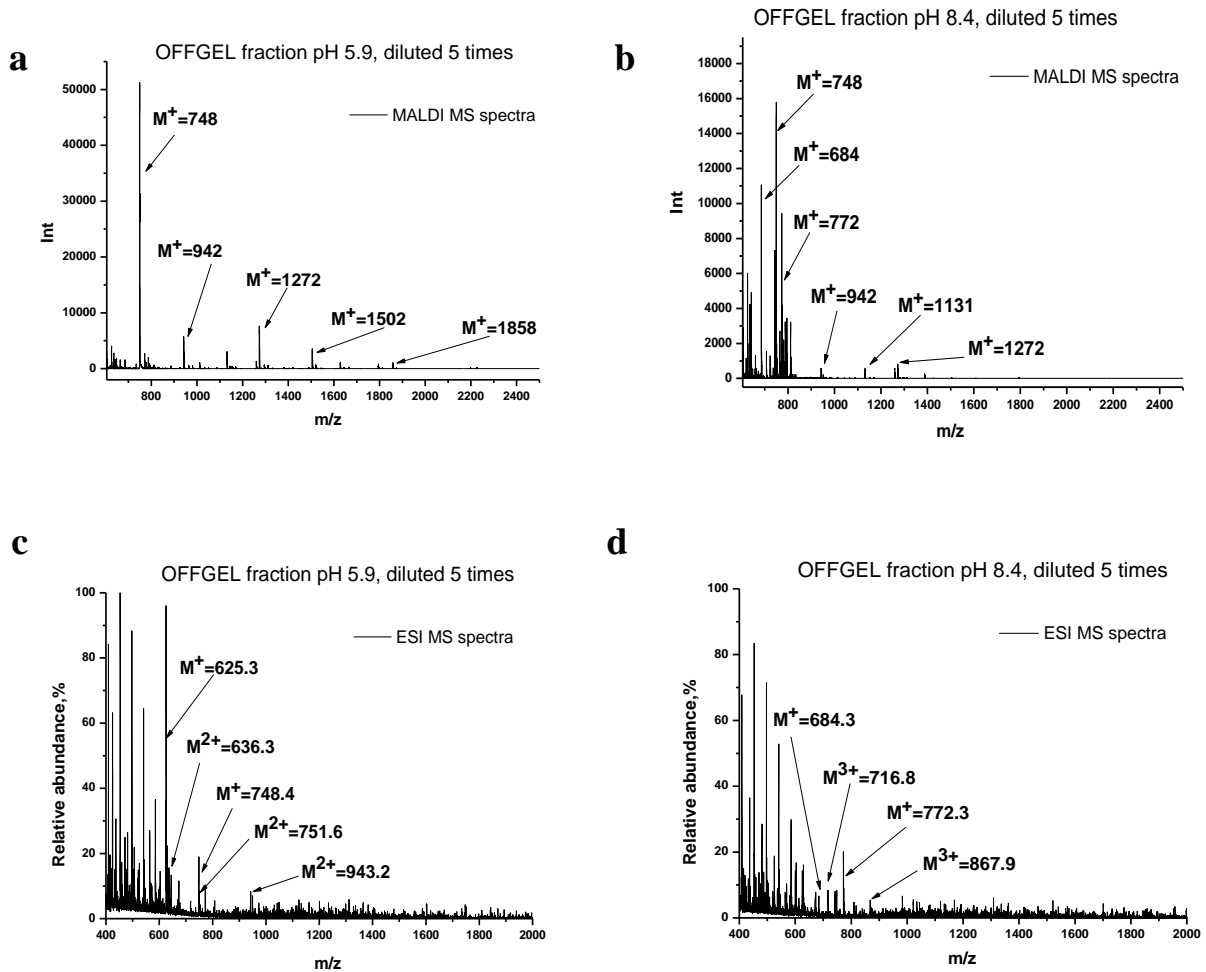 a
OFFGEL fraction pH 5.9, diluted 5 times
50000
40000
30000
20000
10000
0
Int
MALDI MS spectra
M+=748
M+=942
M+=1272
M+=1502
M+=1858
800 1000 1200 1400 1600 1800 2000 2200 2400
m/z
b
OFFGEL fraction pH 8.4, diluted 5 times
18000
16000
14000
12000
10000
8000
6000
4000
2000
0
Int
MALDI MS spectra
M+=748
M+=684
M+=772
M+=942
M+=1131
M+=1272
800 1000 1200 1400 1600 1800 2000 2200 2400
m/z
c
OFFGEL fraction pH 5.9, diluted 5 times
100
80
60
40
20
0
Relative abundance,%
ESI MS spectra
M+=625.3
M2+=636.3
M+=748.4
M2+=751.6
M2+=943.2
400 600 800 1000 1200 1400 1600 1800 2000
m/z
d
OFFGEL fraction pH 8.4, diluted 5 times
100
80
60
40
20
0
Relative abundance,%
ESI MS spectra
M+=684.3
M3+=716.8
M+=772.3
M3+=867.9
400 600 800 1000 1200 1400 1600 1800 2000
m/z